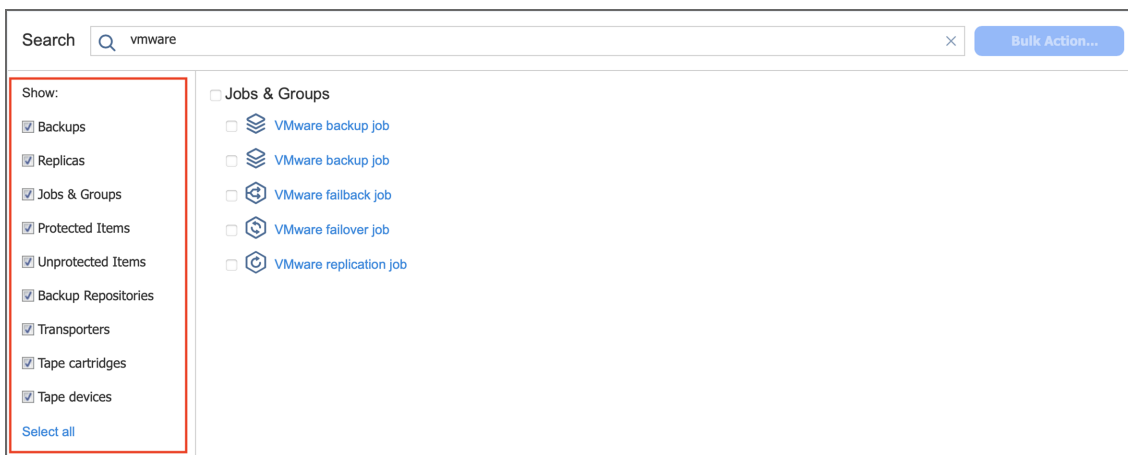 Search
vmware
Bulk Action...
Show:
Backups
Replicas
Jobs & Groups
Protected Items
Unprotected Items
Backup Repositories
Transporters
Tape cartridges
Tape devices
Select all
Jobs & Groups
VMware backup job
VMware backup job
VMware failback job
VMware failover job
VMware replication job